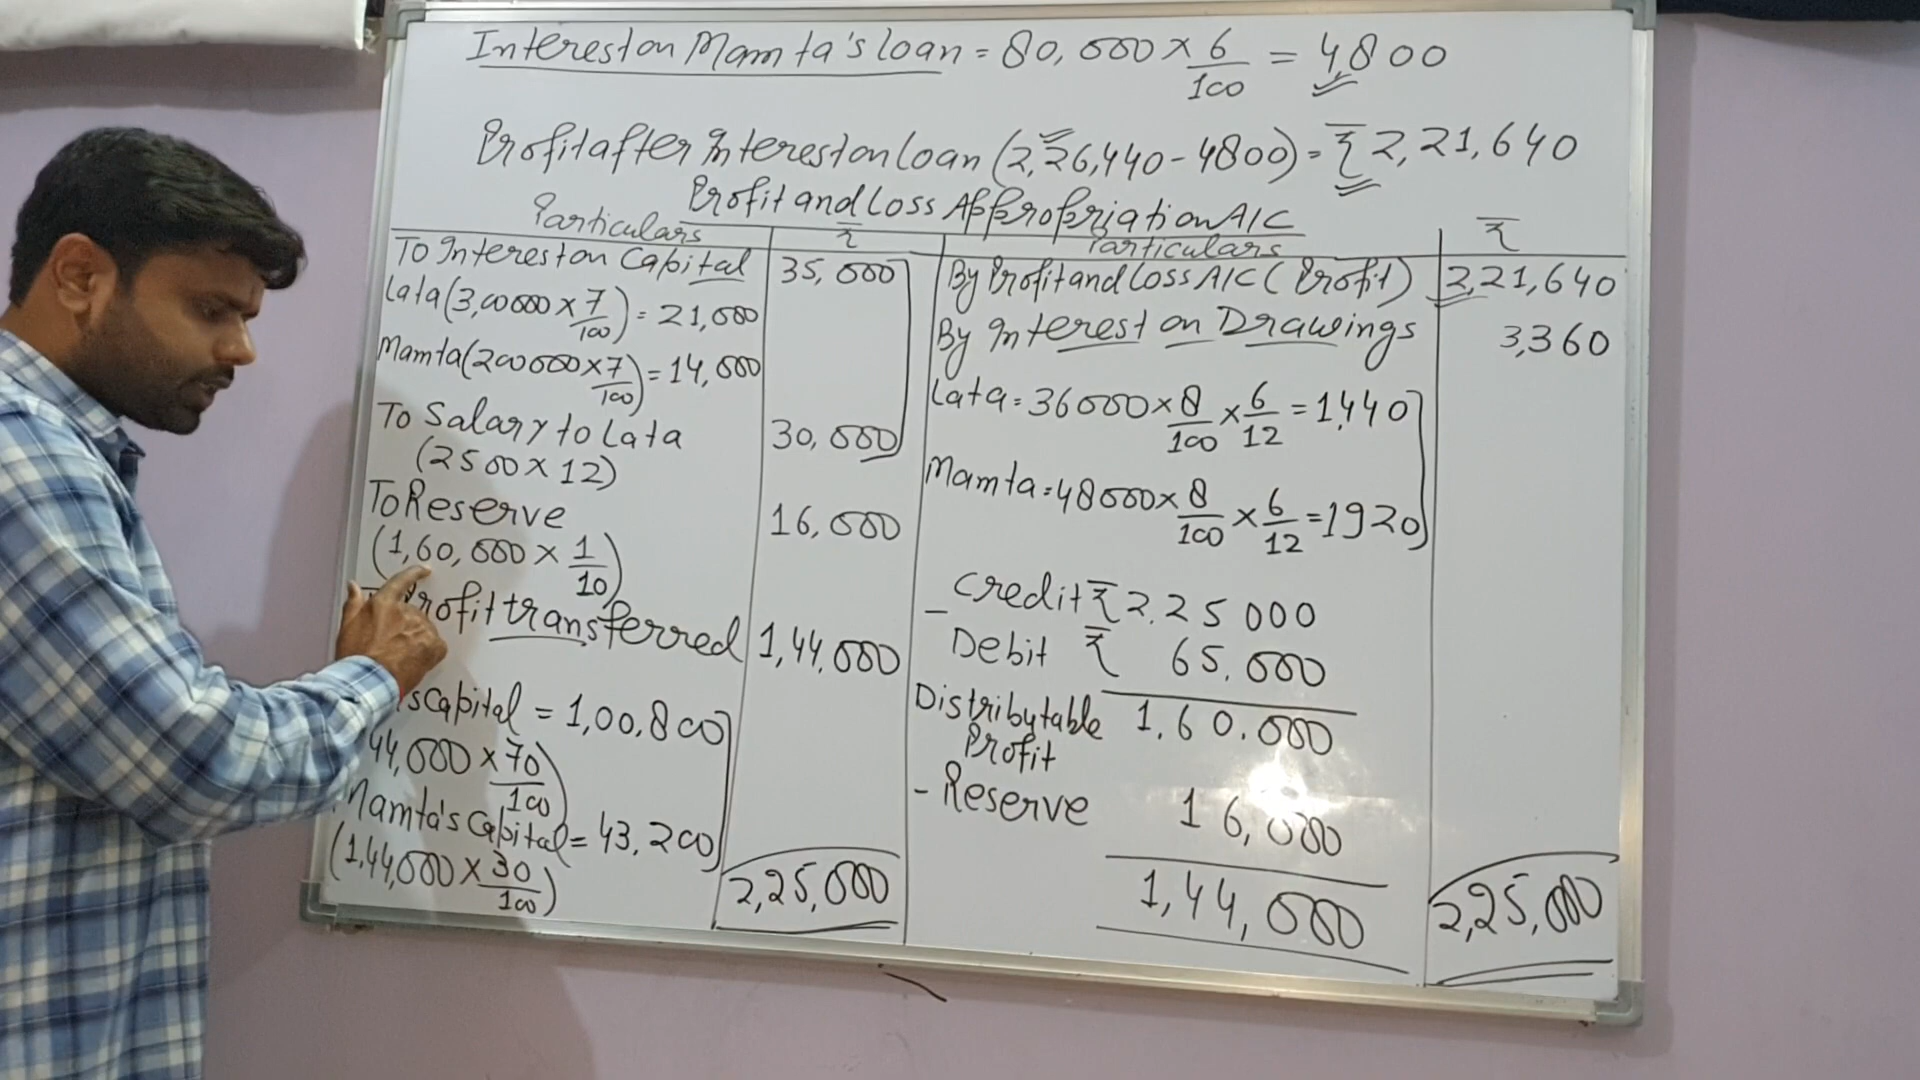 Interest on Mamta's loan = 80,000 × 6/100 = 4,800
Profit after Interest on loan (2,26,440 - 4800) = ₹ 2,21,640
Profit and Loss Appropriation A/C
Particulars ₹ Particulars ₹
To Interest on Capital 35,000
Lata (3,00000 × 7/100) = 21,000
Mamta (200000 × 7/100) = 14,000
To Salary to Lata 30,000
(2500 × 12)
To Reserve 16,000
(1,60,000 × 1/10)
Profit transferred 1,44,000
s capital = 1,00,800
44,000 × 70/100)
Mamta's Capital = 43,200
(1,44,000 × 30/100)
2,25,000
By Profit and Loss A/C (Profit) 2,21,640
By Interest on Drawings 3,360
Lata = 36000 × 8/100 × 6/12 = 1,440
Mamta = 48000 × 8/100 × 6/12 = 1920
Credit ₹ 2,25000
- Debit ₹ 65,000
Distributable 1,60,000
Profit
- Reserve 16,000
1,44,000
2,25,000